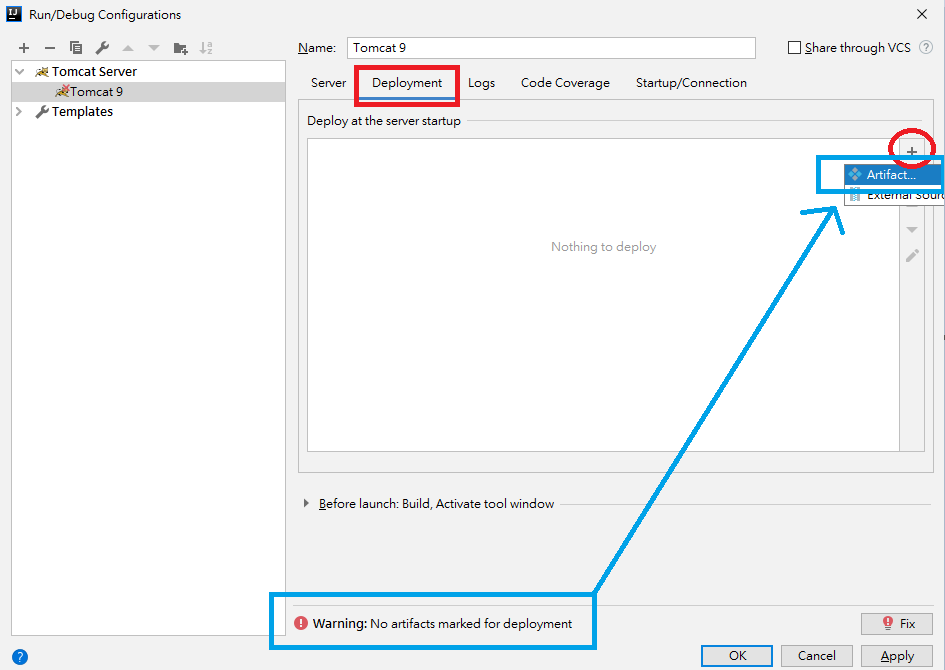 Run/Debug Configurations
Name: Tomcat 9
Share through VCS
Tomcat Server
Tomcat 9
Templates
Server Deployment Logs Code Coverage Startup/Connection
Deploy at the server startup
Artifact...
External Sour
Nothing to deploy
Before launch: Build, Activate tool window
Warning: No artifacts marked for deployment
Fix
OK Cancel Apply